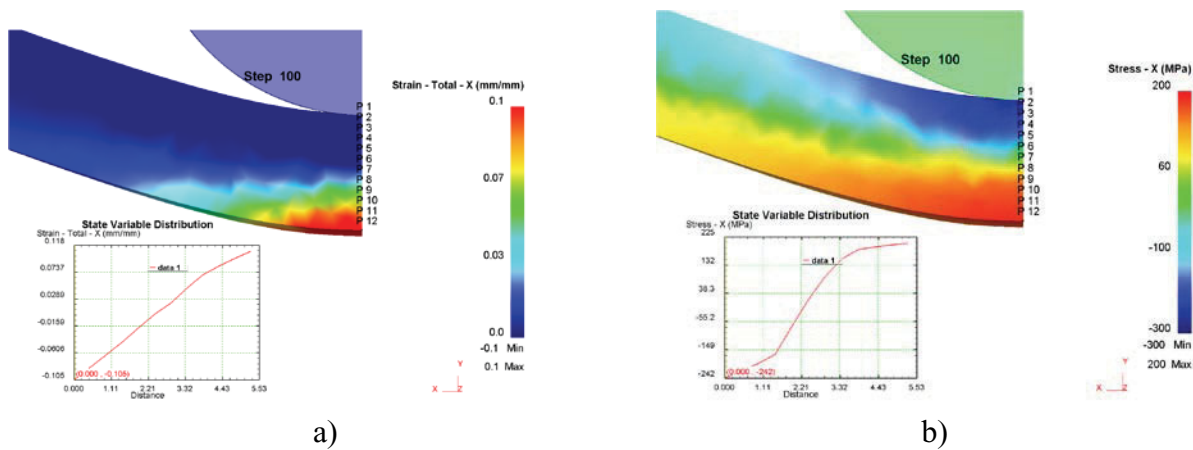 Step 100
Strain - Total - X (mm/mm)
0.1
0.07
0.03
0.0
-0.1 Min
0.1 Max
P 1
P 2
P 3
P 4
P 5
P 6
P 7
P 8
P 9
P 10
P 11
P 12
State Variable Distribution
Strain - Total - X (mm/mm)
0.118
0.0737
0.0289
-0.0159
-0.0606
-0.105
data 1
(0.000 , -0.105)
0.000 1.11 2.21 3.32 4.43 5.53
Distance
Y
X Z
a)
Step 100
Stress - X (MPa)
200
60
-100
-300
-300 Min
200 Max
P 1
P 2
P 3
P 4
P 5
P 6
P 7
P 8
P 9
P 10
P 11
P 12
State Variable Distribution
Stress - X (MPa)
225
132
38.3
-55.2
-149
-242
data 1
(0.000 , -242)
0.000 1.11 2.21 3.32 4.43 5.53
Distance
Y
X Z
b)